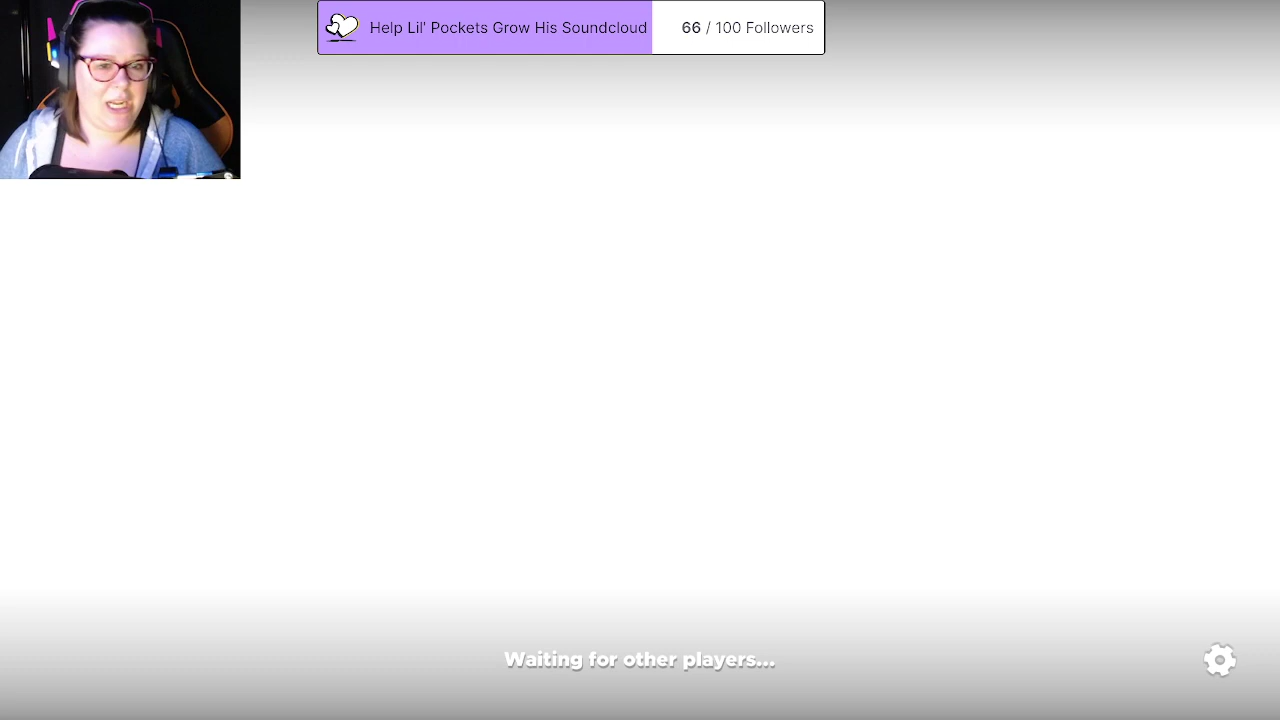 Help Lil' Pockets Grow His Soundcloud 66 / 100 Followers
Waiting for other players...